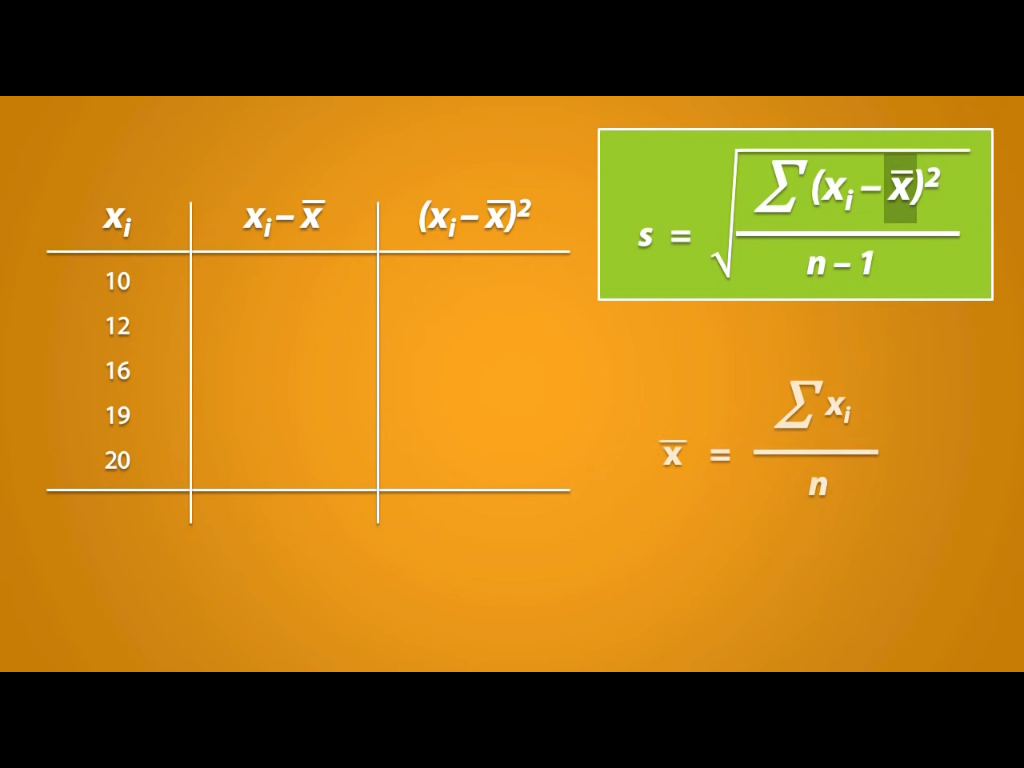 xᵢ xᵢ – x̅ (xᵢ – x̅)²
10
12
16
19
20
s = √ ∑ (xᵢ – x̅)²
n – 1
x̅ = ∑ xᵢ
n